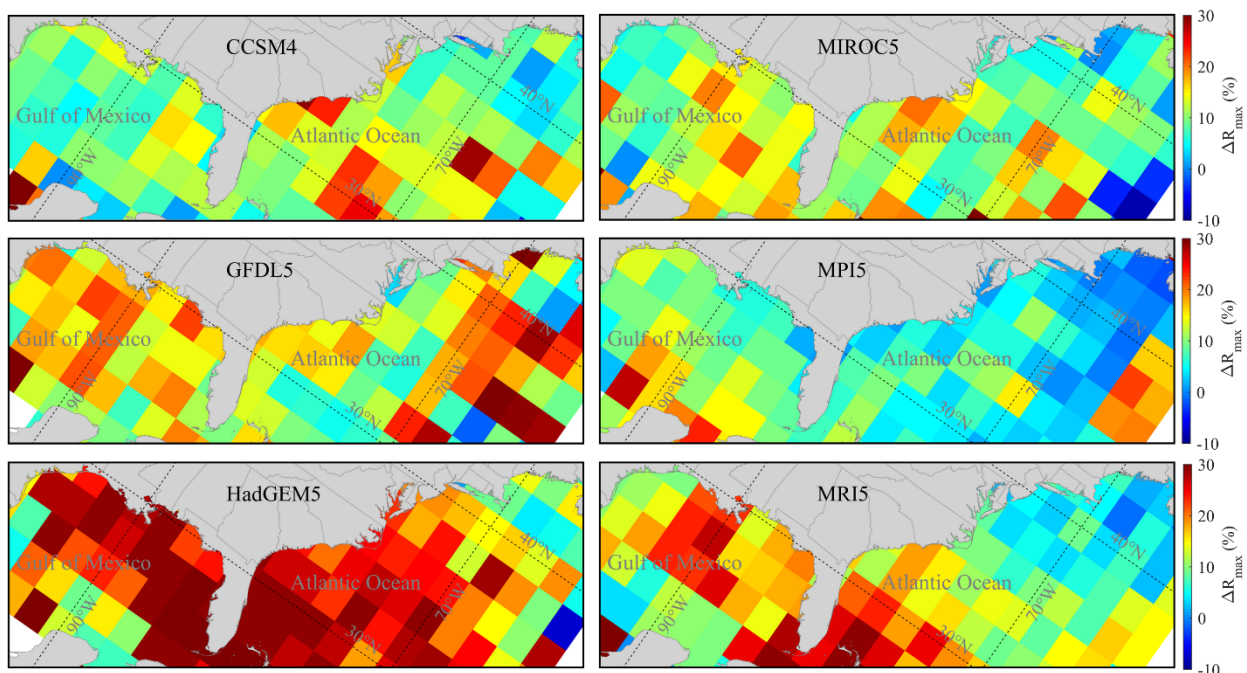 CCSM4
Gulf of Mexico
Atlantic Ocean
90°W
30°N
70°W
40°N
MIROC5
Gulf of Mexico
Atlantic Ocean
90°W
30°N
70°W
40°N
30
20
10
0
-10
ΔR_max (%)
GFDL5
Gulf of Mexico
Atlantic Ocean
90°W
30°N
70°W
40°N
MPI5
Gulf of Mexico
Atlantic Ocean
90°W
30°N
70°W
40°N
30
20
10
0
-10
ΔR_max (%)
HadGEM5
Gulf of Mexico
Atlantic Ocean
90°W
30°N
70°W
40°N
MRI5
Gulf of Mexico
Atlantic Ocean
90°W
30°N
70°W
40°N
30
20
10
0
-10
ΔR_max (%)